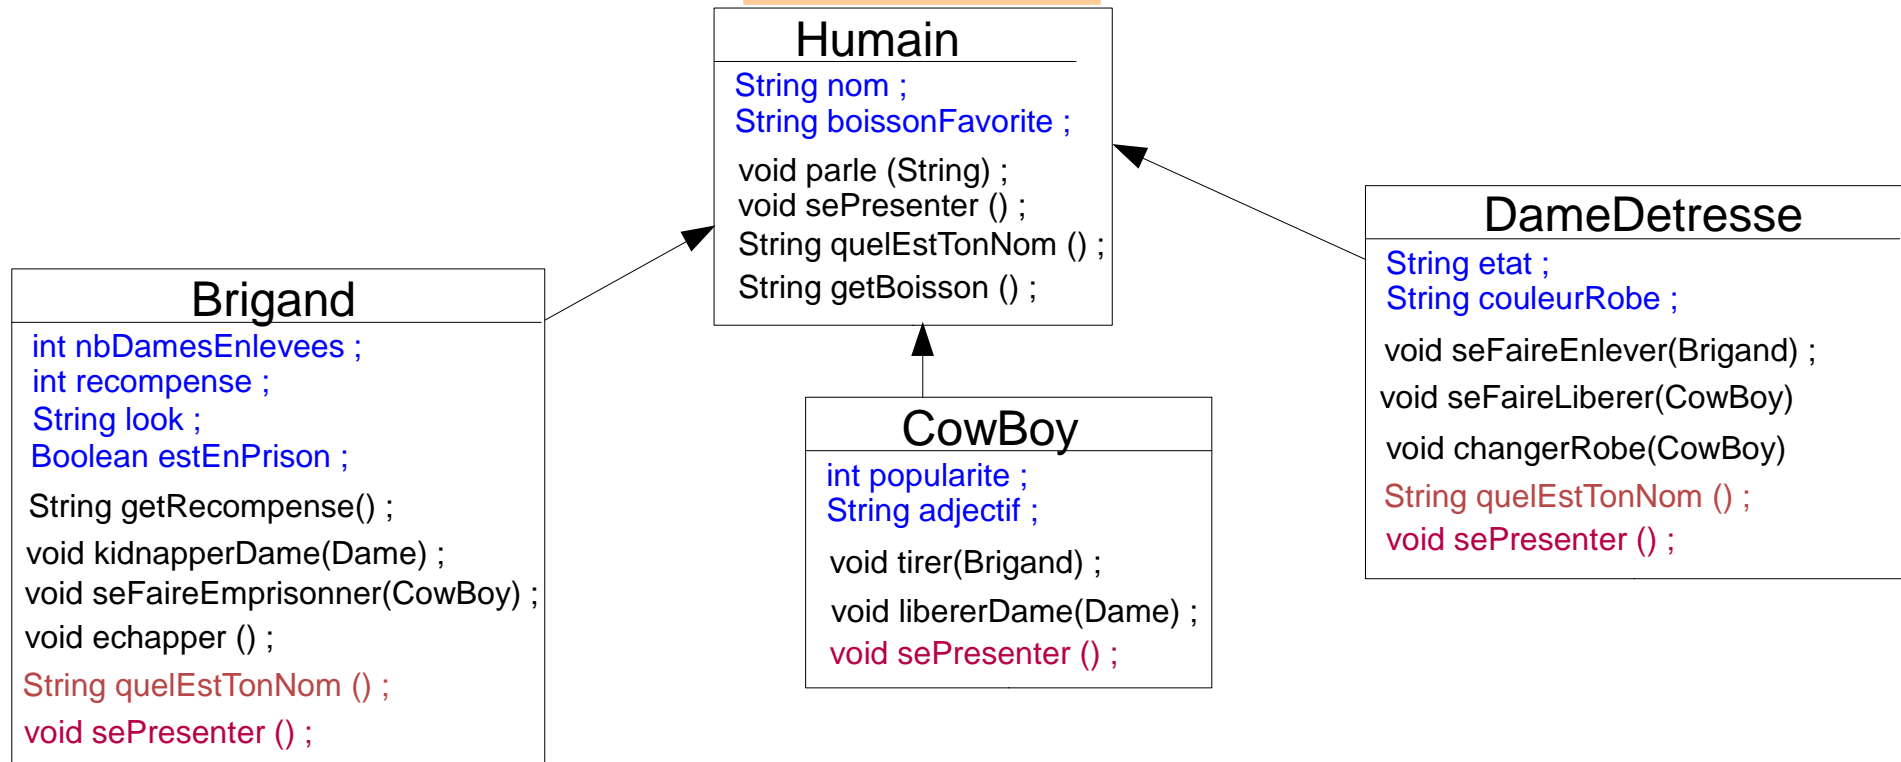 Humain
String nom ;
String boissonFavorite ;
void parle (String) ;
void sePresenter () ;
String quelEstTonNom () ;
String getBoisson () ;
Brigand
int nbDamesEnlevees ;
int recompense ;
String look ;
Boolean estEnPrison ;
String getRecompense() ;
void kidnapperDame(Dame) ;
void seFaireEmprisonner(CowBoy) ;
void echapper () ;
String quelEstTonNom () ;
void sePresenter () ;
CowBoy
int popularite ;
String adjectif ;
void tirer(Brigand) ;
void libererDame(Dame) ;
void sePresenter () ;
DameDetresse
String etat ;
String couleurRobe ;
void seFaireEnlever(Brigand) ;
void seFaireLiberer(CowBoy)
void changerRobe(CowBoy)
String quelEstTonNom () ;
void sePresenter () ;